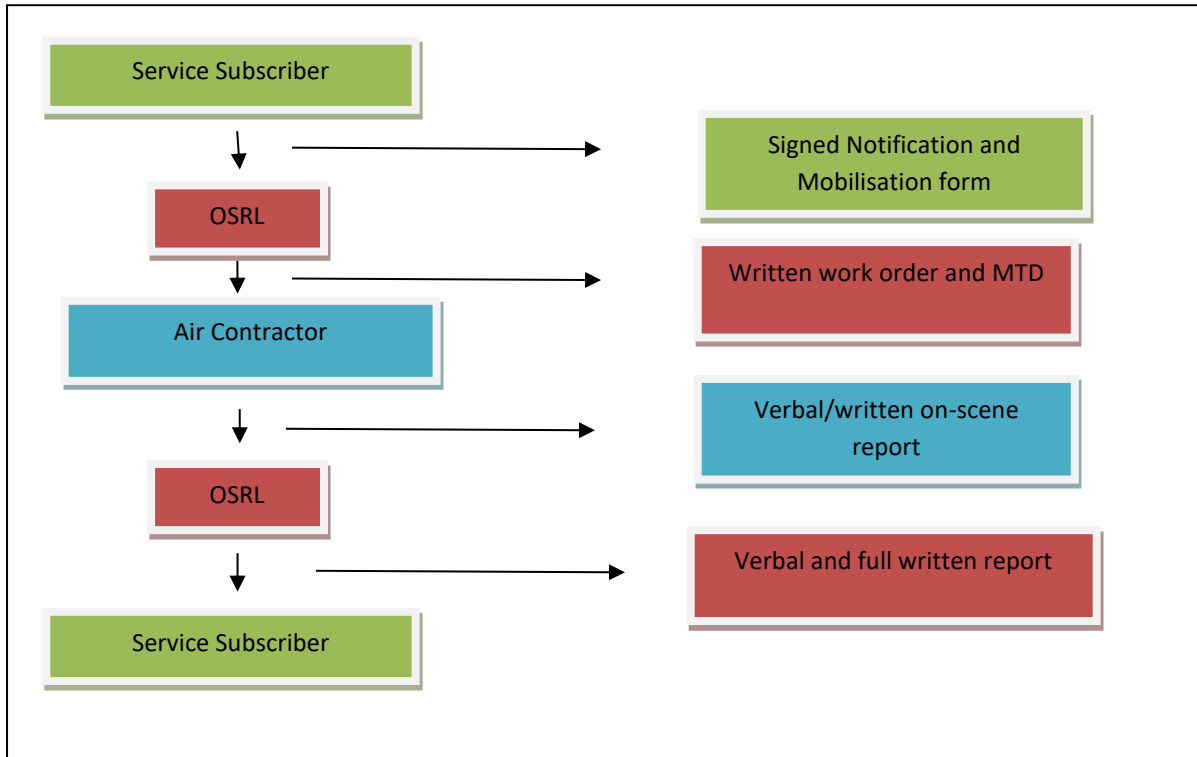 Service Subscriber
Signed Notification and
Mobilisation form
OSRL
Written work order and MTD
Air Contractor
Verbal/written on-scene
report
OSRL
Verbal and full written report
Service Subscriber